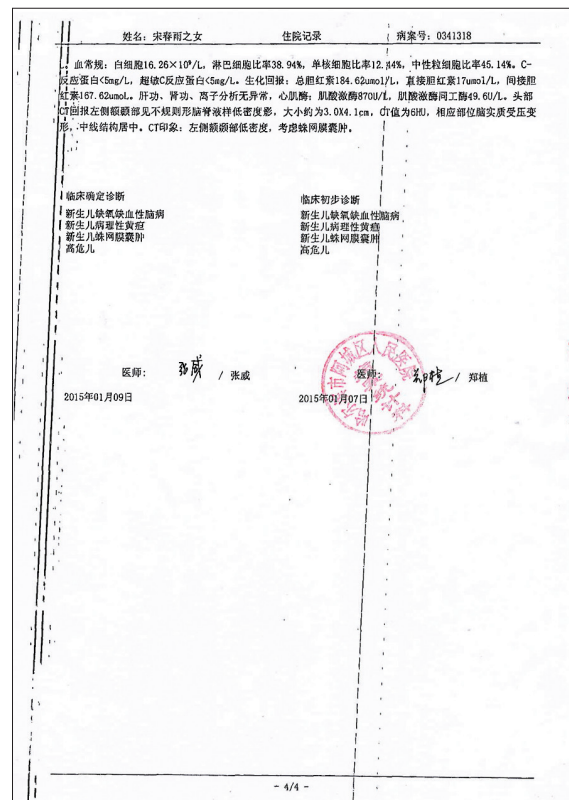 姓名：宋春雨之女 住院记录 病案号：0341318
血常规：白细胞16.26×10⁹/L，淋巴细胞比率38.94%，单核细胞比率12.44%，中性粒细胞比率45.14%。C-
反应蛋白<5mg/L，超敏C反应蛋白<5mg/L。生化回报：总胆红素184.62umol/L，直接胆红素17umol/L，间接胆
红素167.62umoL。肝功、肾功、离子分析无异常，心肌酶：肌酸激酶870U/L，肌酸激酶同工酶49.6U/L。头部
CT回报左侧额颞部见不规则形脑脊液样低密度影，大小约为3.0X4.1cm，CT值为6HU，相应部位脑实质受压变
形，中线结构居中。CT印象：左侧额颞部低密度，考虑蛛网膜囊肿。
临床确定诊断
新生儿缺氧缺血性脑病
新生儿病理性黄疸
新生儿蛛网膜囊肿
高危儿
医师：张威 / 张威
2015年01月09日
临床初步诊断
新生儿缺氧缺血性脑病
新生儿病理性黄疸
新生儿蛛网膜囊肿
高危儿
哈尔滨市阿城区人民医院
医师： / 郑植
2015年01月07日
- 4/4 -